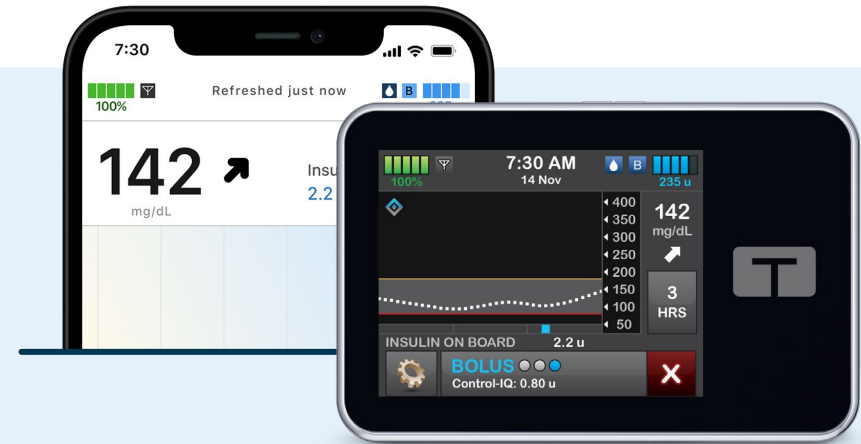 7:30
Refreshed just now
B
100%
142
mg/dL
2.2
7:30 AM
14 Nov
B
100%
235 u
400
350
300
250
200
150
100
50
142
mg/dL
3
HRS
INSULIN ON BOARD 2.2 u
BOLUS
Control-IQ: 0.80 u
X
T